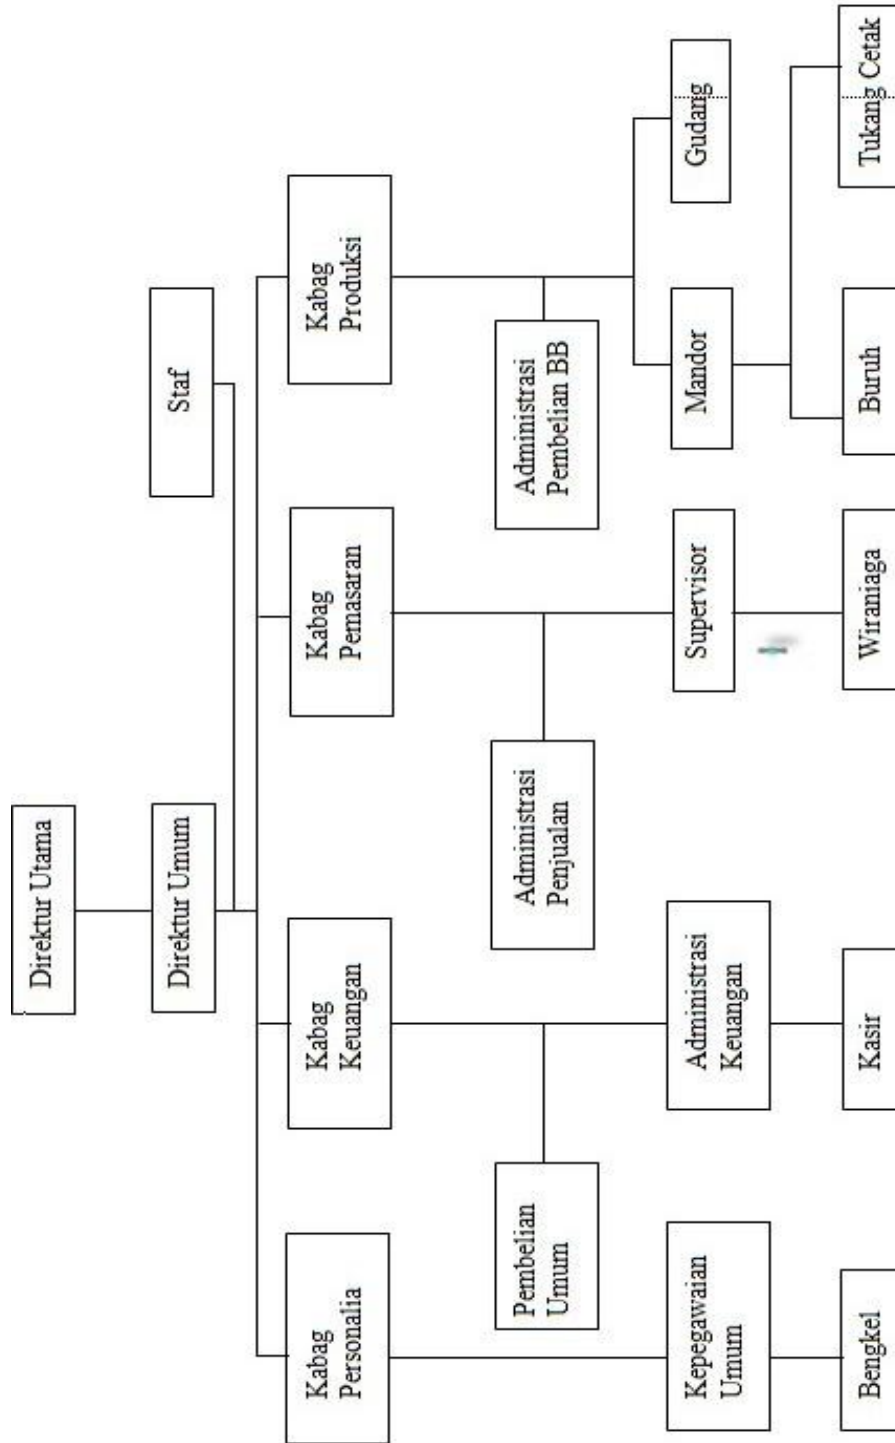 Direktur Utama
Direktur Umum
Staf
Kabag
Personalia
Kabag
Keuangan
Kabag
Pemasaran
Kabag
Produksi
Pembelian
Umum
Administrasi
Penjualan
Administrasi
Pembelian BB
Kepegawaian
Umum
Administrasi
Keuangan
Supervisor
Mandor
Gudang
Bengkel
Kasir
Wiraniaga
Buruh
Tukang Cetak